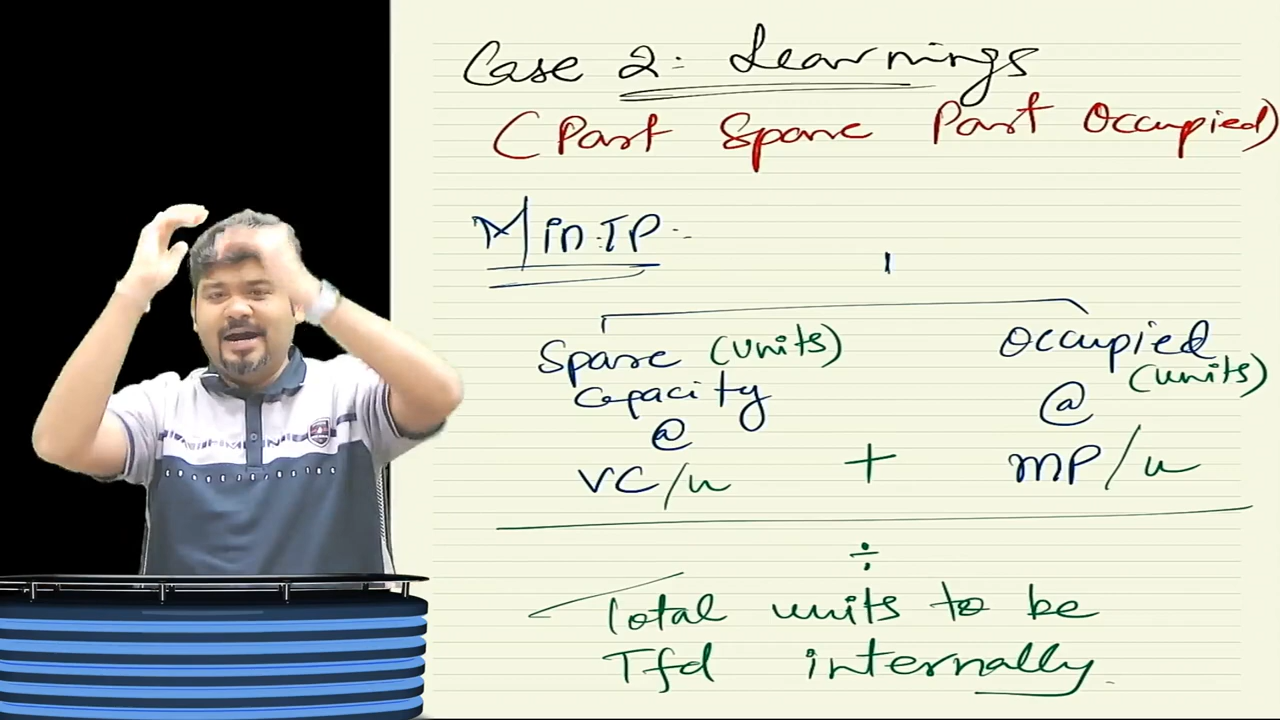 Case 2: Learnings
(Part Spare Part Occupied)
Min.TP:-
Spare (units) Occupied
capacity (units)
@ @
VC/u + MP/u
÷
Total units to be
Tfd internally.